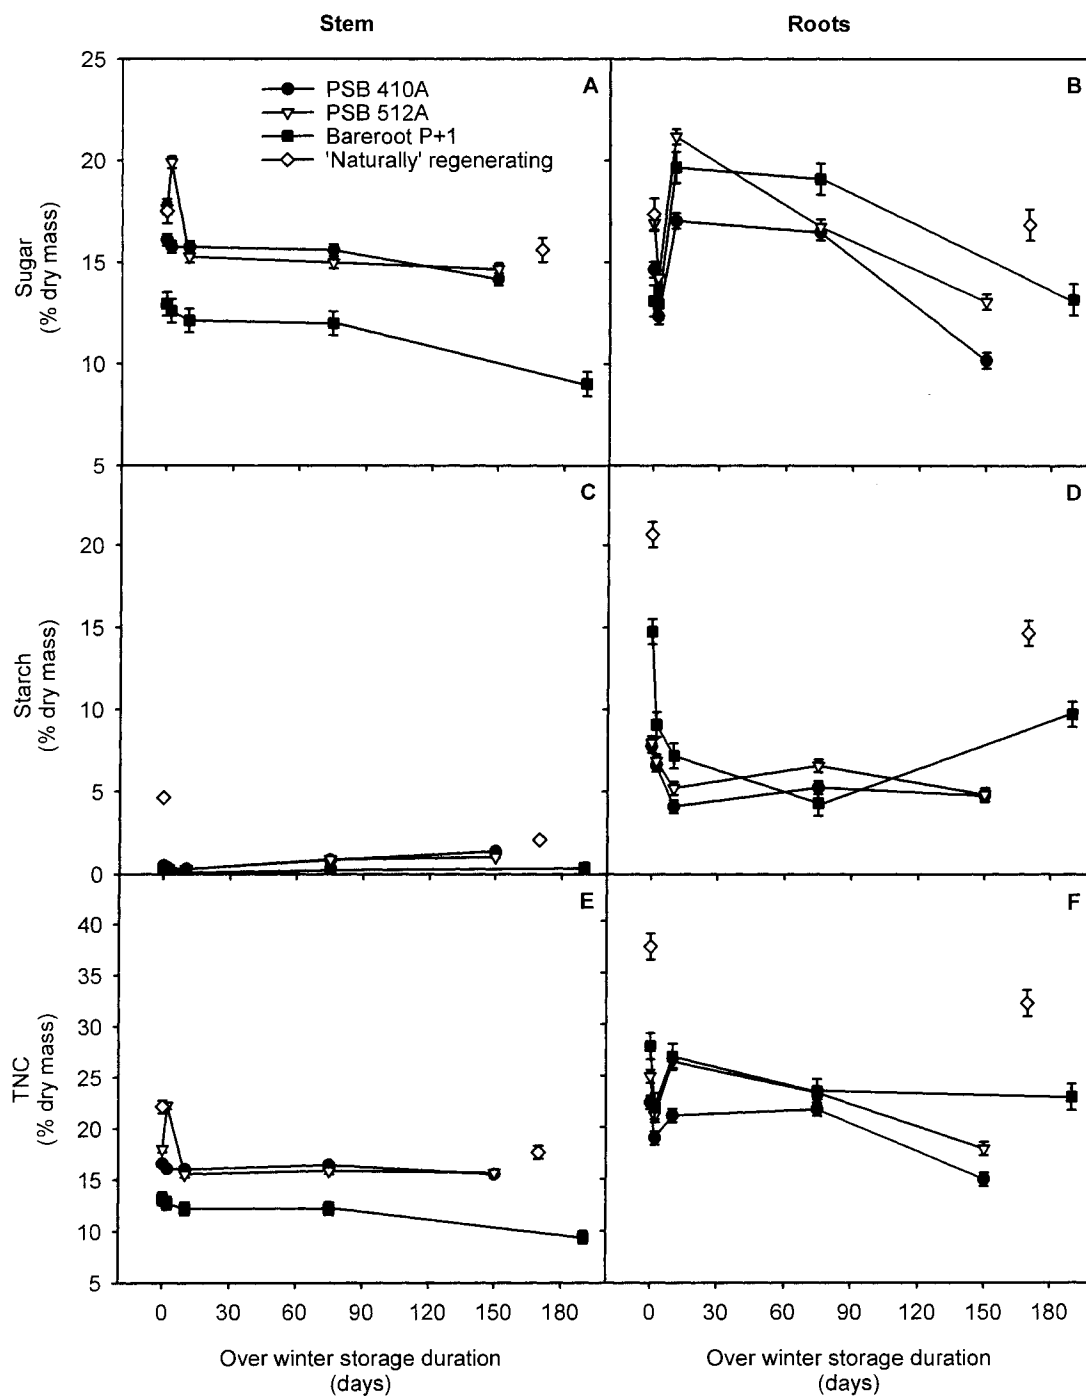 Stem
Roots
25
20
15
10
5
Sugar
(% dry mass)
A
PSB 410A
PSB 512A
Bareroot P+1
'Naturally' regenerating
B
20
15
10
5
0
Starch
(% dry mass)
C
D
40
35
30
25
20
15
10
5
TNC
(% dry mass)
E
F
0 30 60 90 120 150 180
0 30 60 90 120 150 180
Over winter storage duration
(days)
Over winter storage duration
(days)